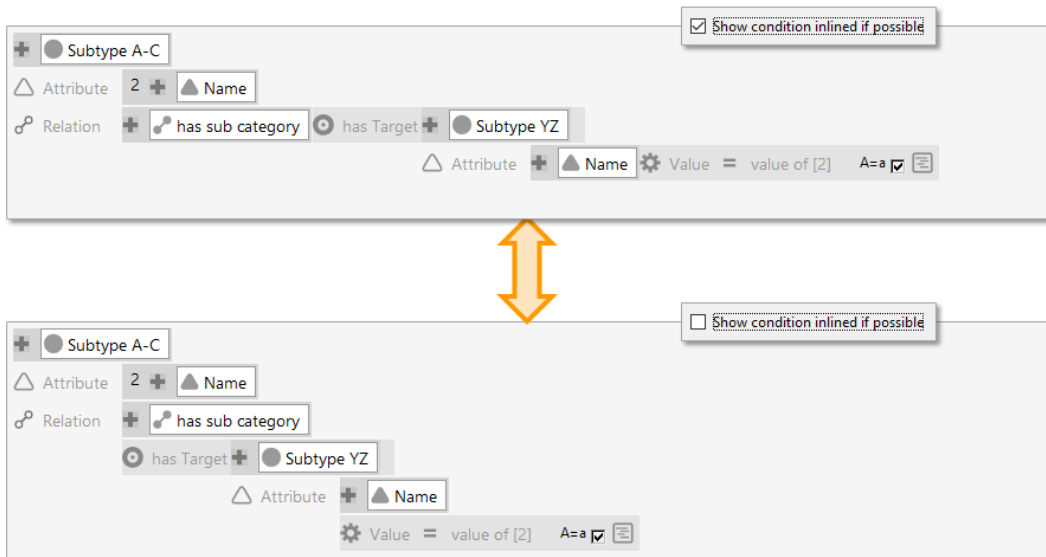 Show condition inlined if possible
Subtype A-C
Attribute 2 Name
Relation has sub category has Target Subtype YZ
Attribute Name Value = value of [2] A=a
Show condition inlined if possible
Subtype A-C
Attribute 2 Name
Relation has sub category
has Target Subtype YZ
Attribute Name
Value = value of [2] A=a